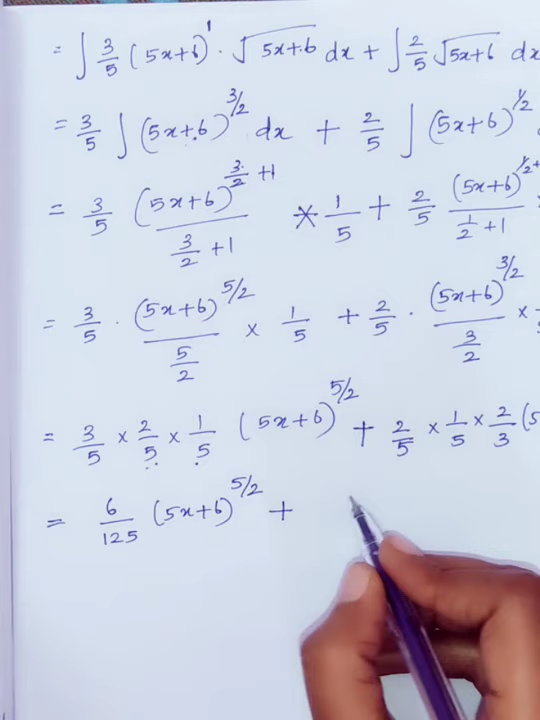 = ∫ 3/5 (5x+6)^1 · √(5x+6) dx + ∫ 2/5 √(5x+6) dx
= 3/5 ∫ (5x+6)^(3/2) dx + 2/5 ∫ (5x+6)^(1/2)
= 3/5 (5x+6)^(3/2 +1) / (3/2 +1) * 1/5 + 2/5 (5x+6)^(1/2+ / (1/2 +1)
= 3/5 · (5x+6)^(5/2) / (5/2) × 1/5 + 2/5 · (5x+6)^(3/2) / (3/2) ×
= 3/5 × 2/5 × 1/5 (5x+6)^(5/2) + 2/5 × 1/5 × 2/3 (5
= 6/125 (5x+6)^(5/2) +